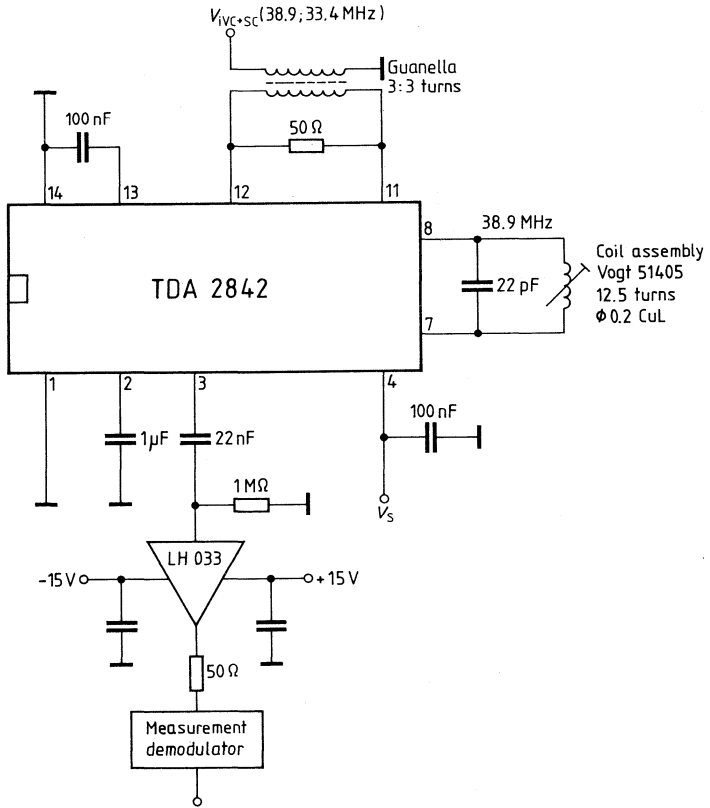 ViVC+SC (38.9; 33.4 MHz)
Guanella
3:3 turns
100 nF
50 Ω
14
13
12
11
8
38.9 MHz
TDA 2842
22 pF
Coil assembly
Vogt 51405
12.5 turns
Φ 0.2 CuL
7
1
2
3
4
1µF
22 nF
100 nF
1 MΩ
VS
LH 033
-15 V
+15 V
50 Ω
Measurement
demodulator